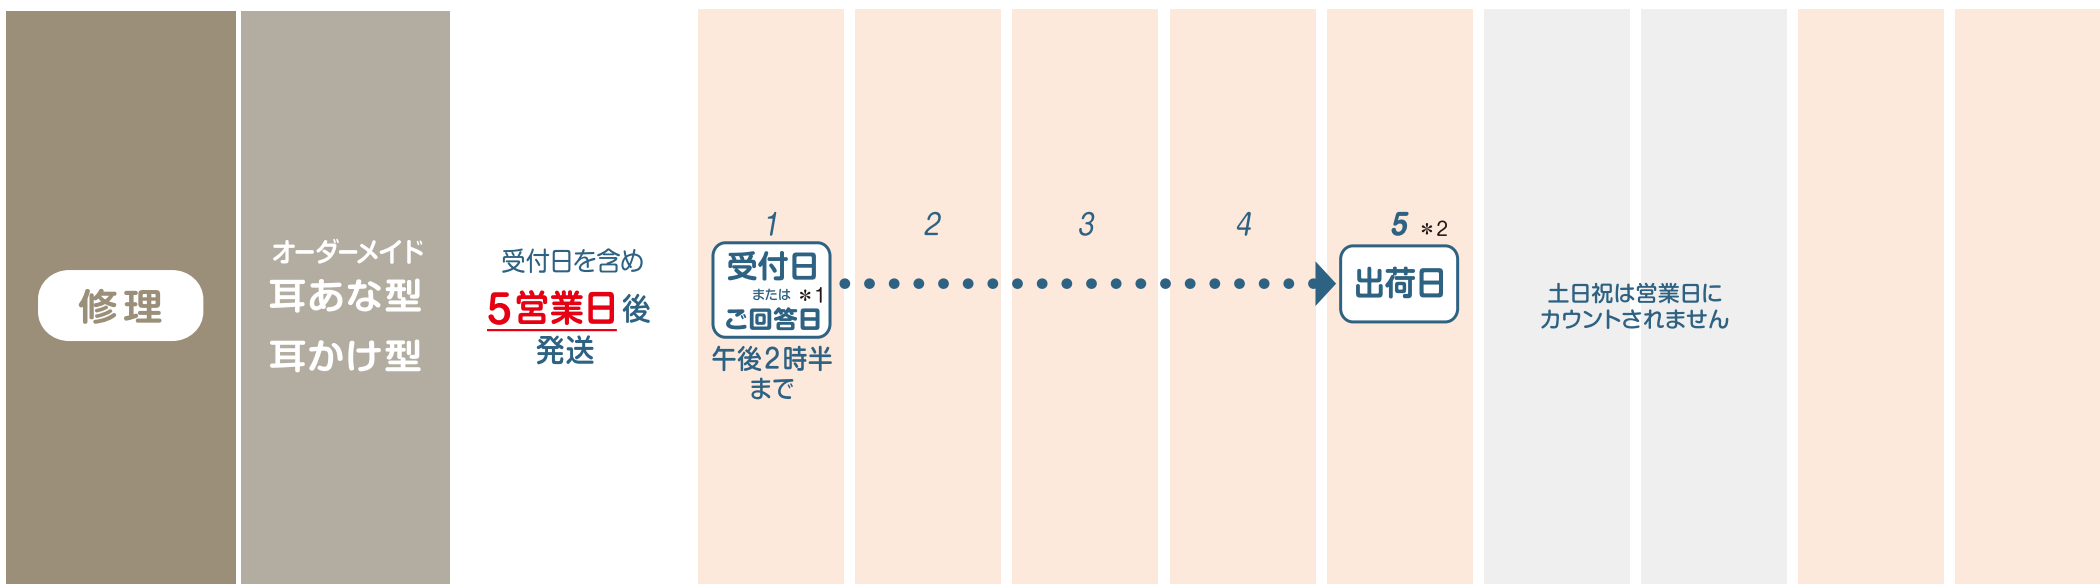 修理
オーダーメイド
耳あな型
耳かけ型
受付日を含め
5営業日後
発送
1
受付日
または ＊1
ご回答日
午後2時半
まで
2
3
4
5 ＊2
出荷日
土日祝は営業日に
カウントされません